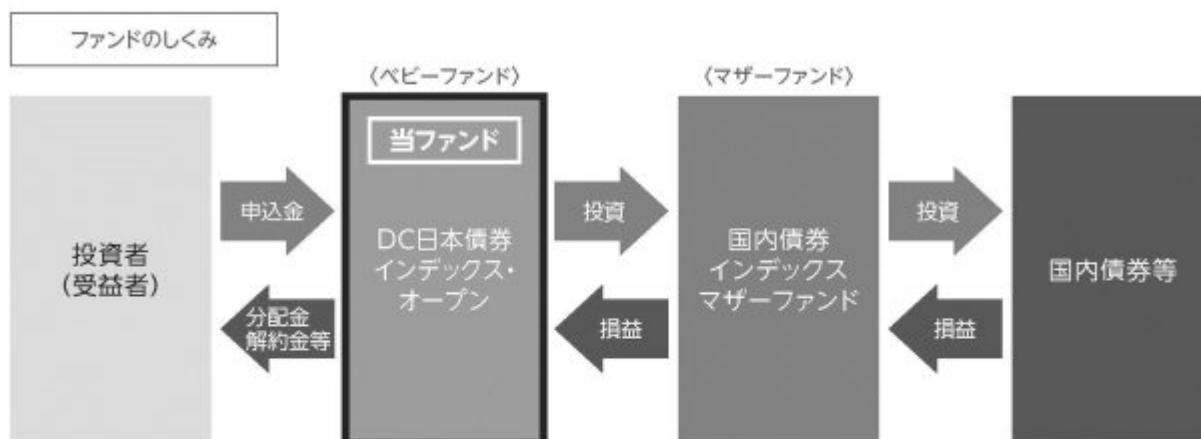 ファンドのしくみ
〈ベビーファンド〉
〈マザーファンド〉
投資者
(受益者)
申込金
分配金
解約金等
当ファンド
DC日本債券
インデックス・
オープン
投資
損益
国内債券
インデックス
マザーファンド
投資
損益
国内債券等